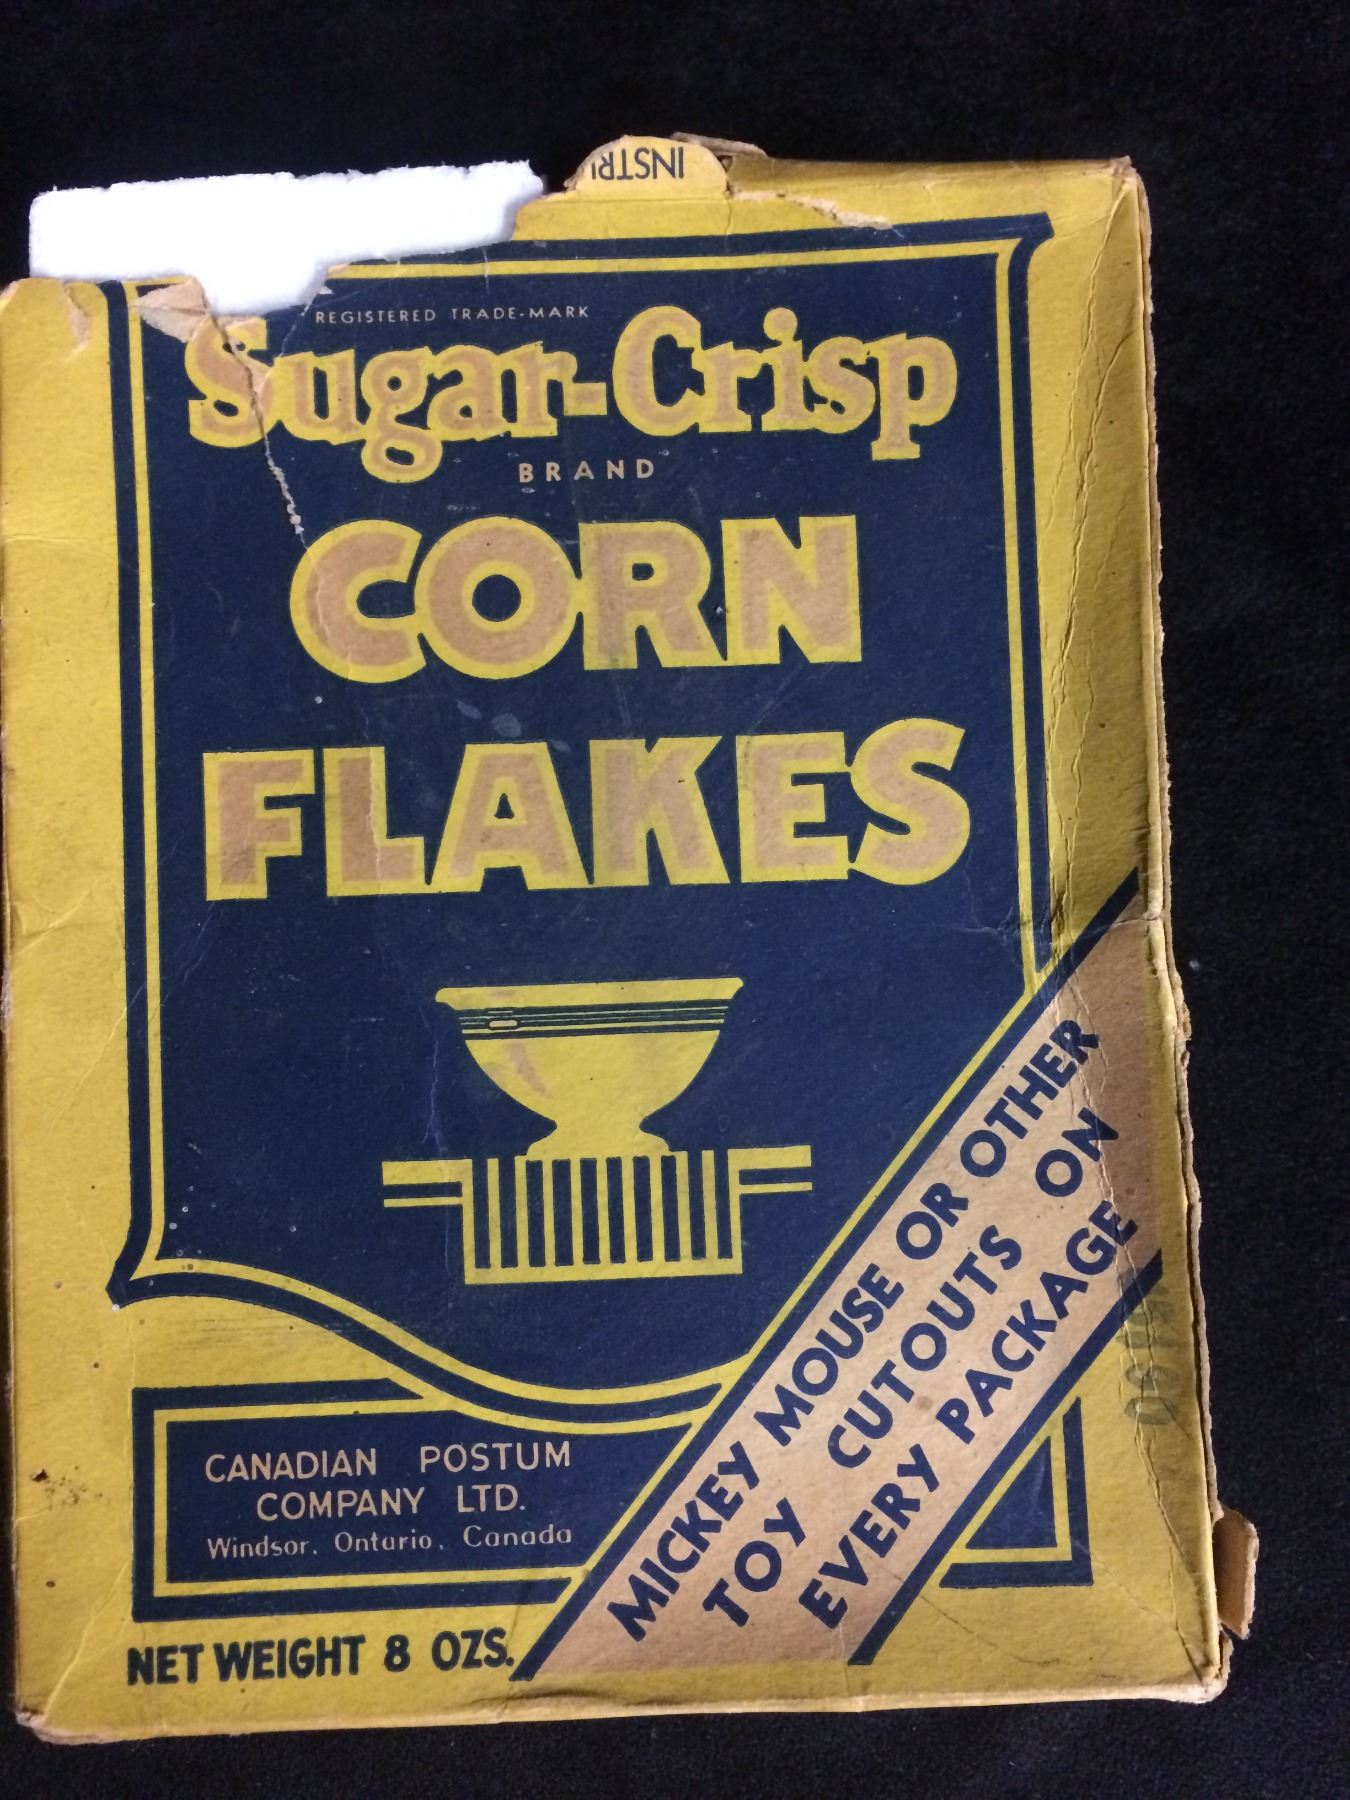 INSTR
REGISTERED TRADE-MARK
Sugar-Crisp
BRAND
CORN
FLAKES
MICKEY MOUSE OR OTHER
TOY CUTOUTS ON
EVERY PACKAGE
CANADIAN POSTUM
COMPANY LTD.
Windsor, Ontario, Canada
NET WEIGHT 8 OZS.